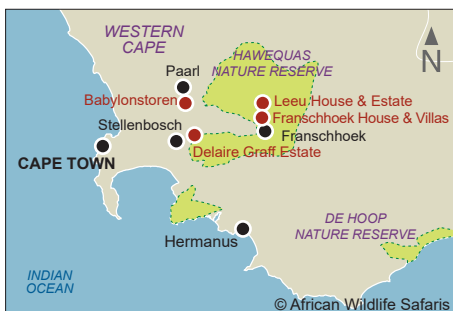 WESTERN
CAPE
HAWEQUAS
NATURE RESERVE
N
Paarl
Babylonstoren
Leeu House & Estate
Franschhoek House & Villas
Stellenbosch
Franschhoek
Delaire Graff Estate
CAPE TOWN
DE HOOP
NATURE RESERVE
Hermanus
INDIAN
OCEAN
© African Wildlife Safaris